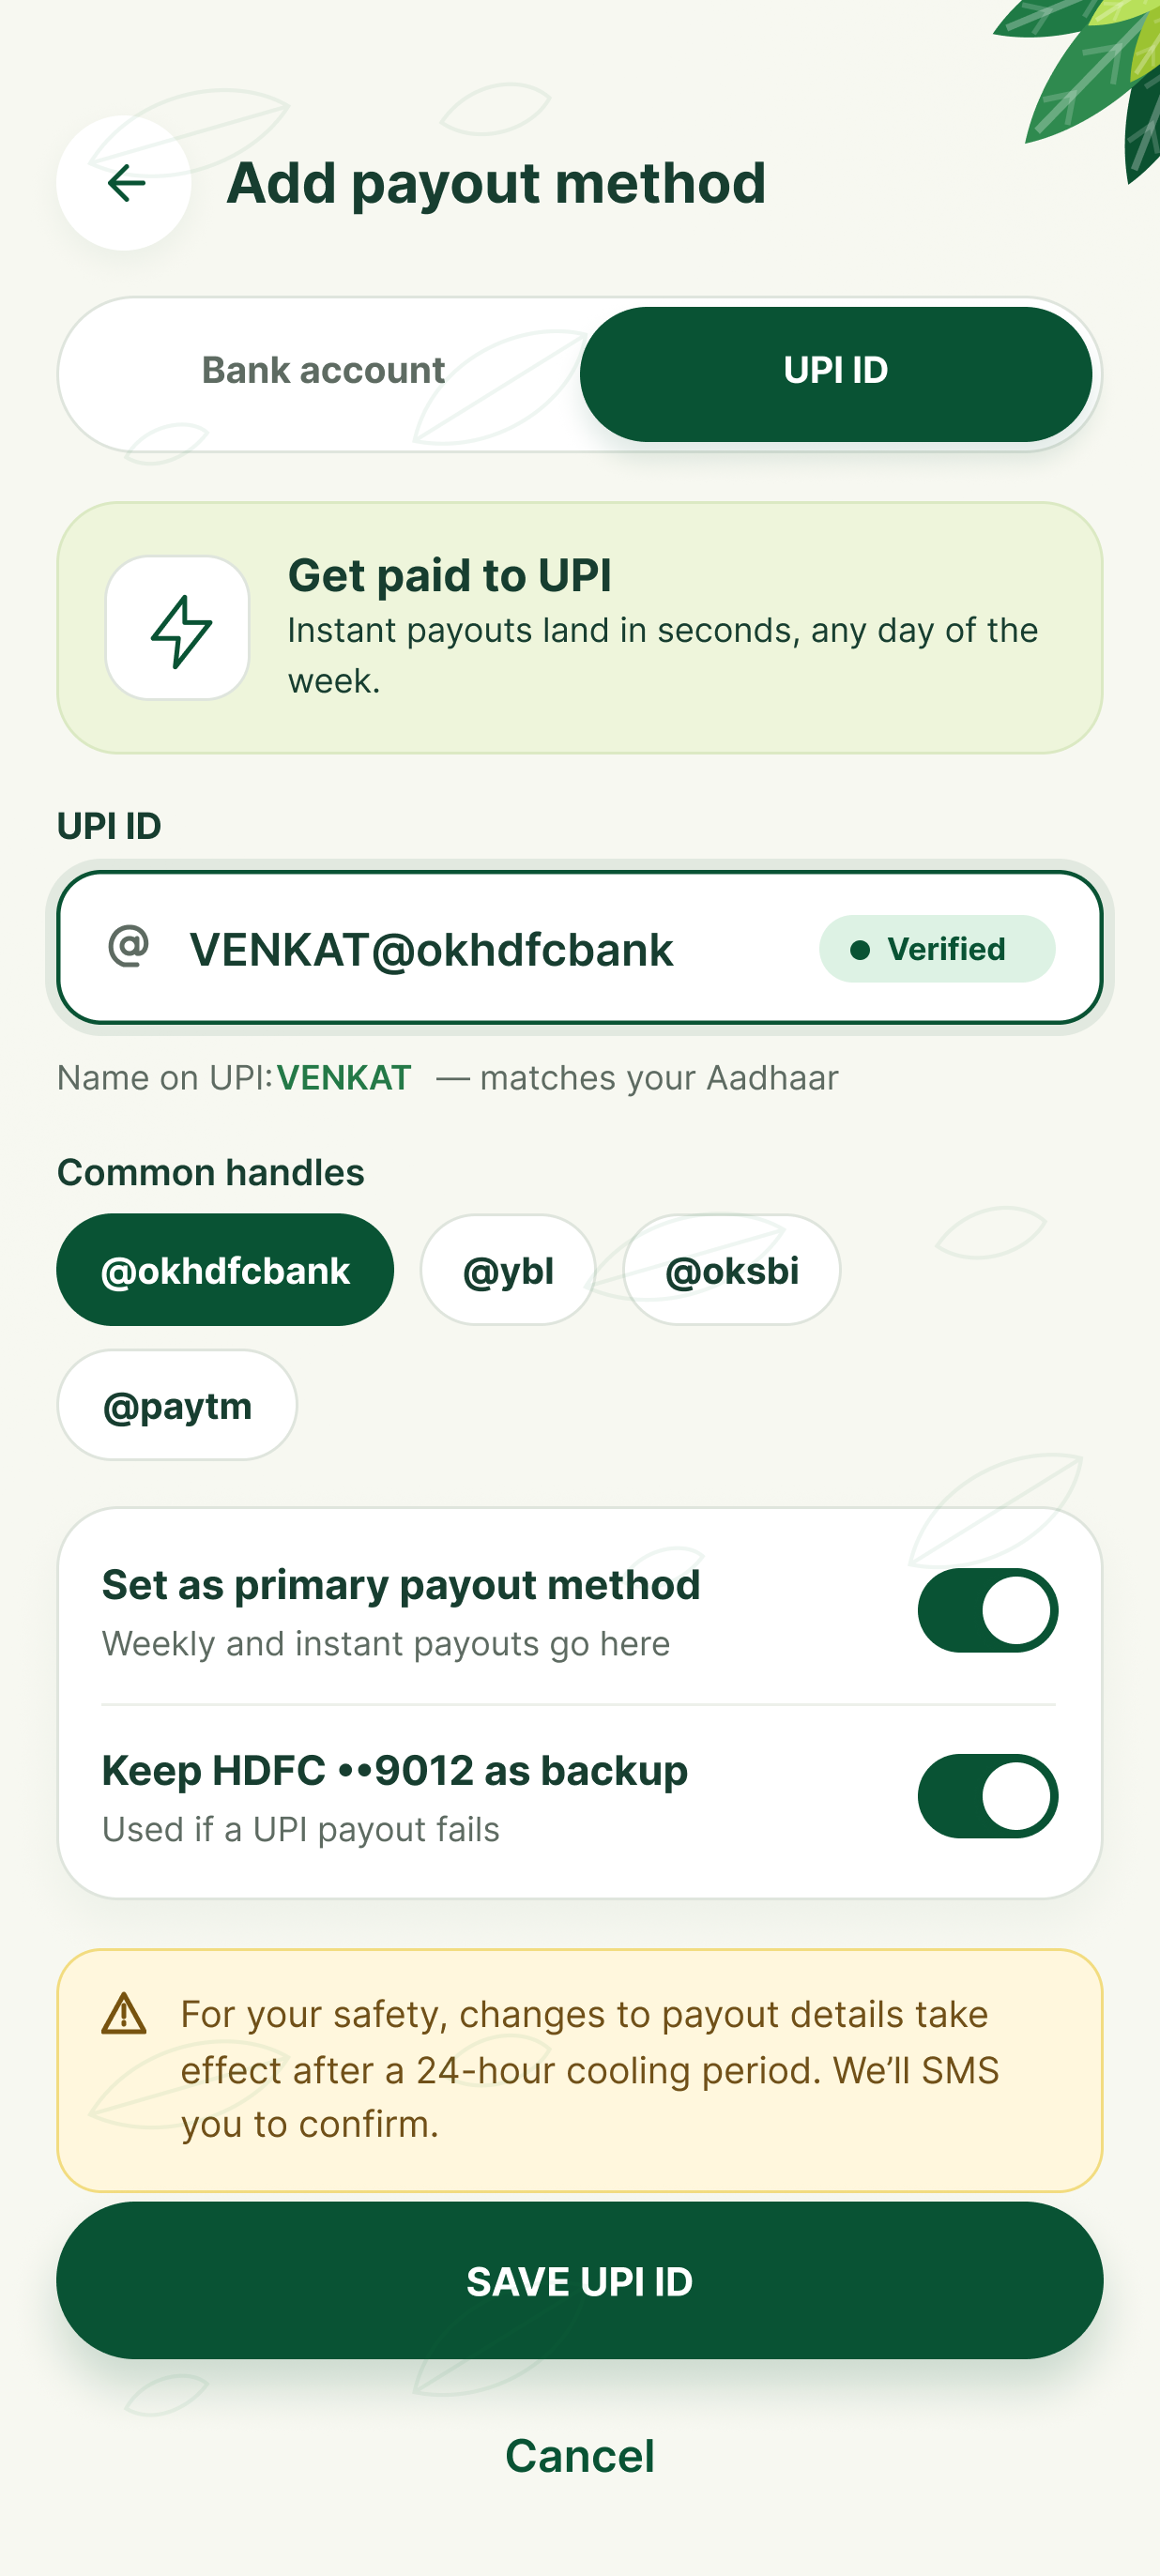 Add payout method
Bank account
UPI ID
Get paid to UPI
Instant payouts land in seconds, any day of the
week.
UPI ID
@ VENKAT@okhdfcbank
Verified
Name on UPI: VENKAT — matches your Aadhaar
Common handles
@okhdfcbank
@ybl
@oksbi
@paytm
Set as primary payout method
Weekly and instant payouts go here
Keep HDFC ••9012 as backup
Used if a UPI payout fails
For your safety, changes to payout details take
effect after a 24-hour cooling period. We’ll SMS
you to confirm.
SAVE UPI ID
Cancel